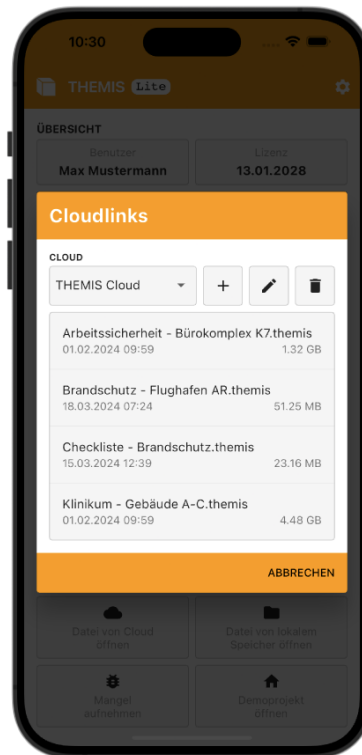 10:30
THEMIS Lite
ÜBERSICHT
Benutzer
Max Mustermann
Lizenz
13.01.2028
Cloudlinks
CLOUD
THEMIS Cloud
Arbeitssicherheit - Bürokomplex K7.themis
01.02.2024 09:59
1.32 GB
Brandschutz - Flughafen AR.themis
18.03.2024 07:24
51.25 MB
Checkliste - Brandschutz.themis
15.03.2024 12:39
23.16 MB
Klinikum - Gebäude A-C.themis
01.02.2024 09:59
4.48 GB
ABBRECHEN
Datei von Cloud
öffnen
Datei von lokalem
Speicher öffnen
Mangel
aufnehmen
Demoprojekt
öffnen